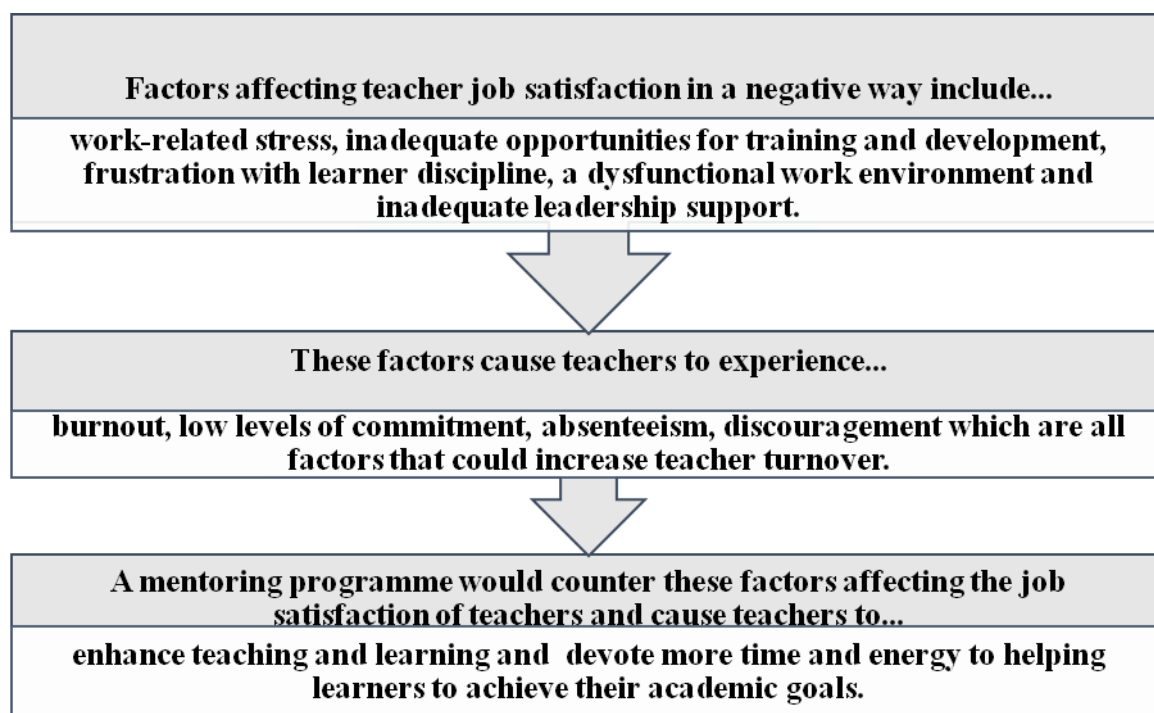 Factors affecting teacher job satisfaction in a negative way include...
work-related stress, inadequate opportunities for training and development,
frustration with learner discipline, a dysfunctional work environment and
inadequate leadership support.
These factors cause teachers to experience...
burnout, low levels of commitment, absenteeism, discouragement which are all
factors that could increase teacher turnover.
A mentoring programme would counter these factors affecting the job
satisfaction of teachers and cause teachers to...
enhance teaching and learning and  devote more time and energy to helping
learners to achieve their academic goals.